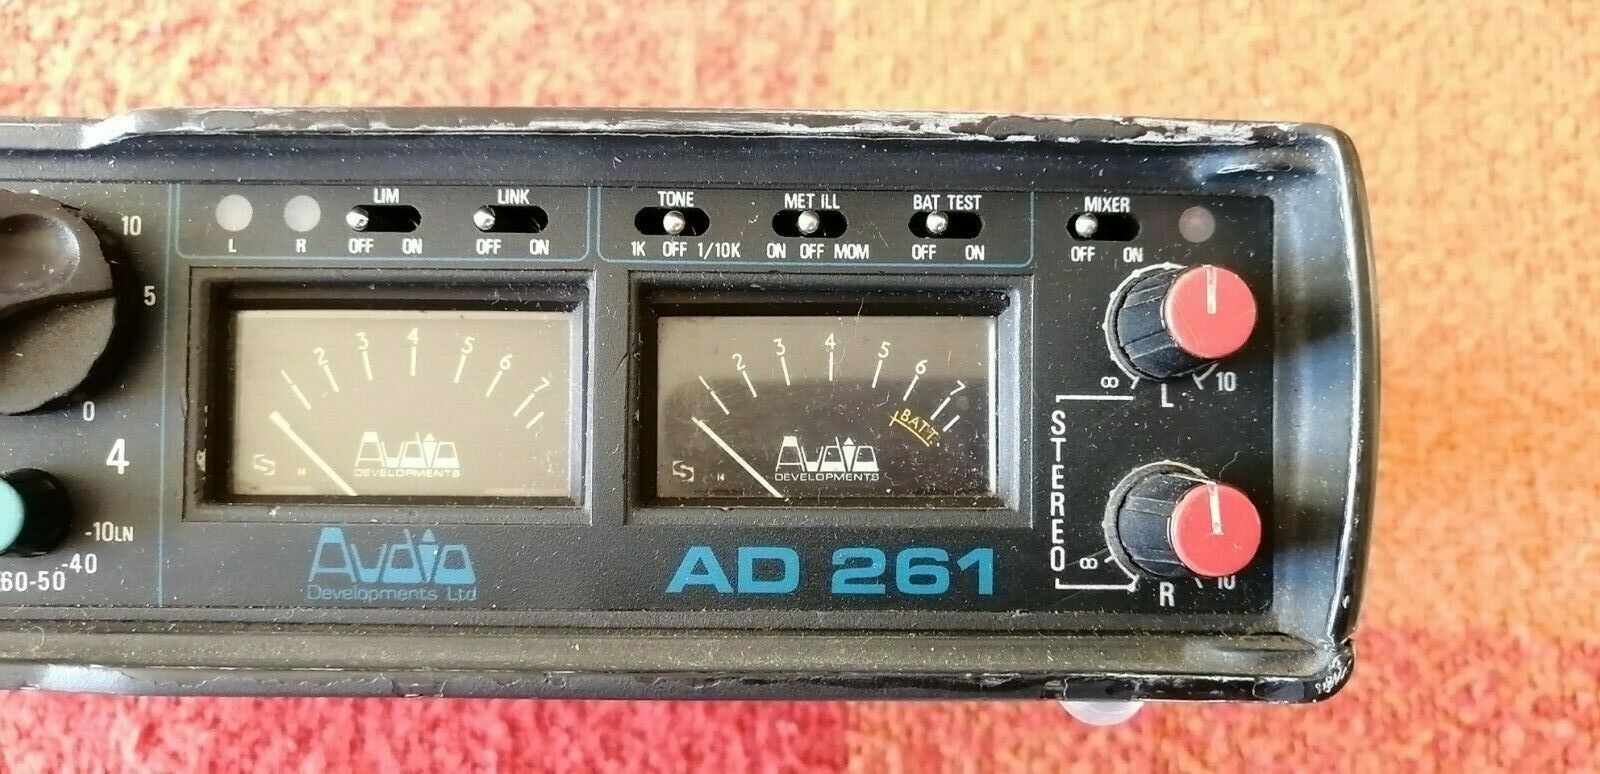 LIM LINK TONE MET ILL BAT TEST MIXER
L R OFF ON OFF ON 1K OFF 1/10K ON OFF MOM OFF ON OFF ON
10
5
0
4
-10LN
-40
60-50
1 2 3 4 5 6 7
AUDIO
DEVELOPMENTS
1 2 3 4 5 6 7
BATT
AUDIO
DEVELOPMENTS
Audio
Developments Ltd
AD 261
∞ 10
L
STEREO
∞ 10
R